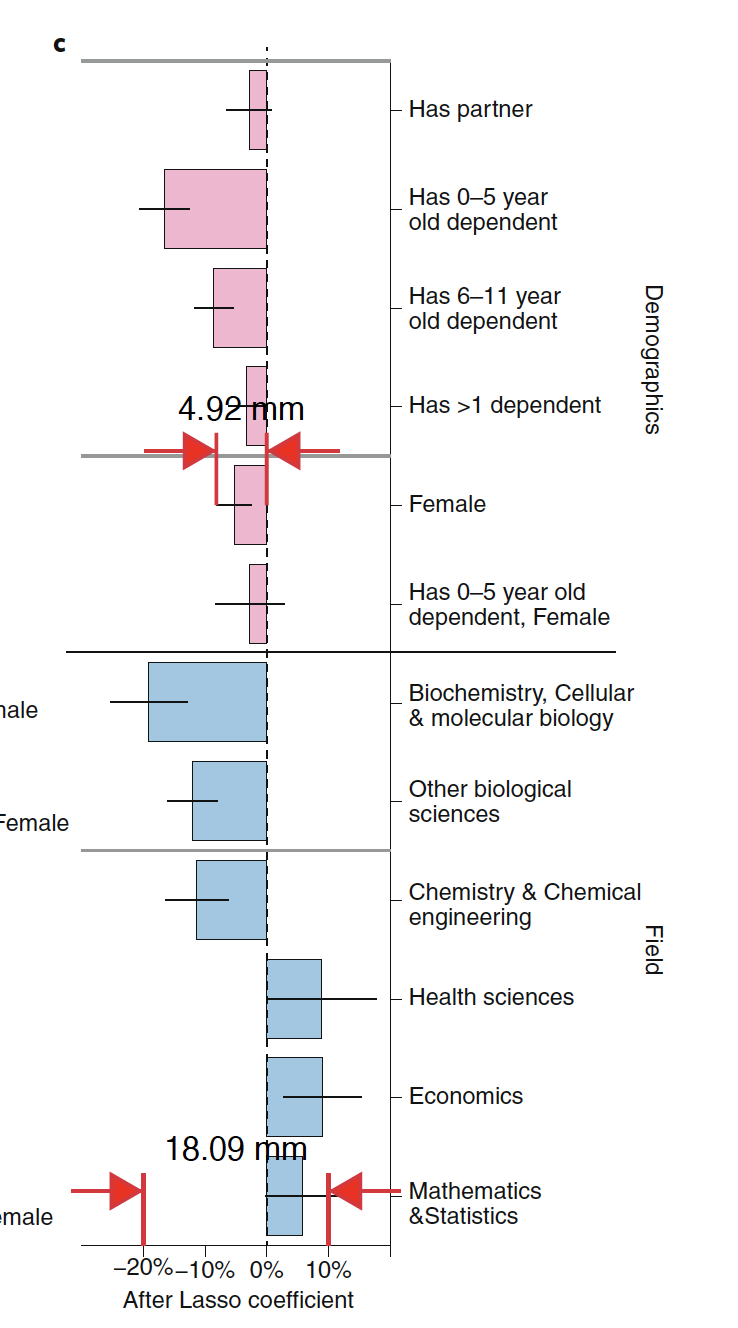 c
Has partner
Has 0–5 year
old dependent
Has 6–11 year
old dependent
Demographics
4.92 mm
Has >1 dependent
Female
Has 0–5 year old
dependent, Female
Biochemistry, Cellular
& molecular biology
Other biological
sciences
Female
Chemistry & Chemical
engineering
Field
Health sciences
Economics
18.09 mm
Mathematics
&Statistics
emale
−20% −10% 0% 10%
After Lasso coefficient